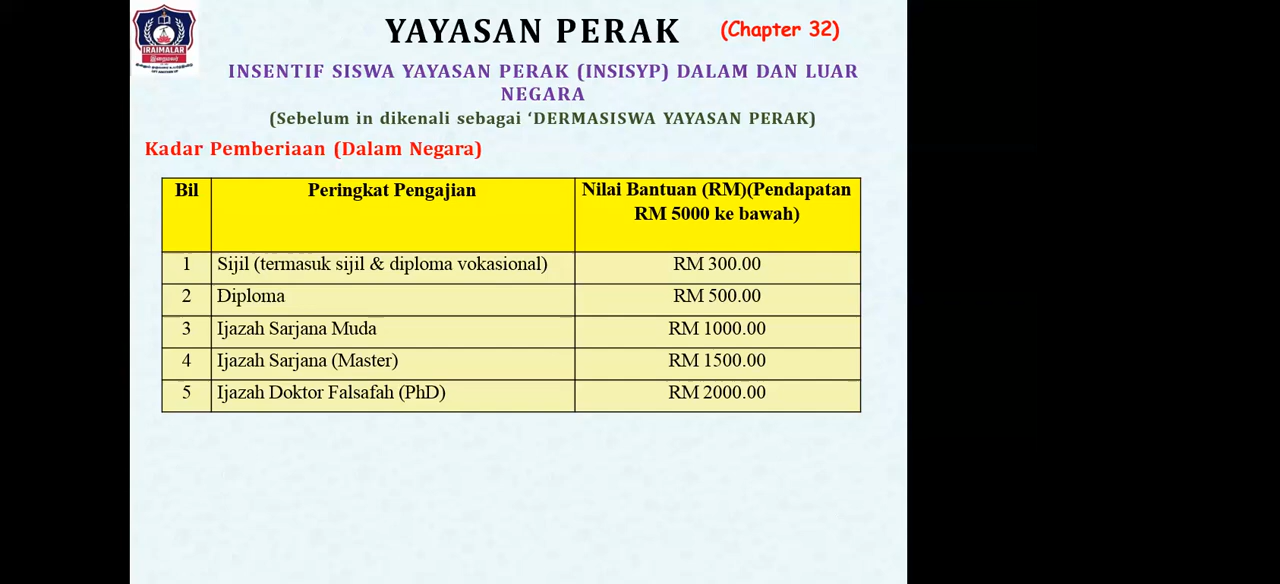 YAYASAN PERAK (Chapter 32)
IRAIMALAR
இறைமலர்
INSENTIF SISWA YAYASAN PERAK (INSISYP) DALAM DAN LUAR
NEGARA
(Sebelum in dikenali sebagai ‘DERMASISWA YAYASAN PERAK)
Kadar Pemberiaan (Dalam Negara)
Bil Peringkat Pengajian Nilai Bantuan (RM)(Pendapatan
RM 5000 ke bawah)
1 Sijil (termasuk sijil & diploma vokasional) RM 300.00
2 Diploma RM 500.00
3 Ijazah Sarjana Muda RM 1000.00
4 Ijazah Sarjana (Master) RM 1500.00
5 Ijazah Doktor Falsafah (PhD) RM 2000.00